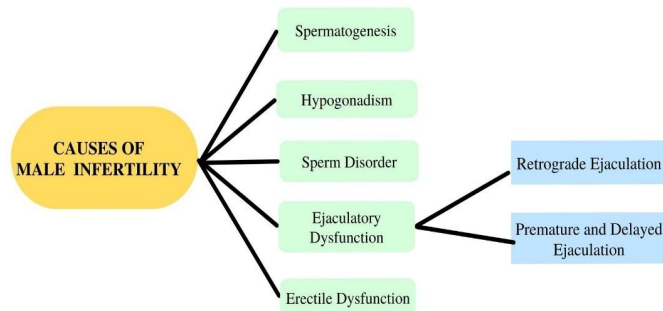 CAUSES OF
MALE INFERTILITY
Spermatogenesis
Hypogonadism
Sperm Disorder
Ejaculatory
Dysfunction
Erectile Dysfunction
Retrograde Ejaculation
Premature and Delayed
Ejaculation